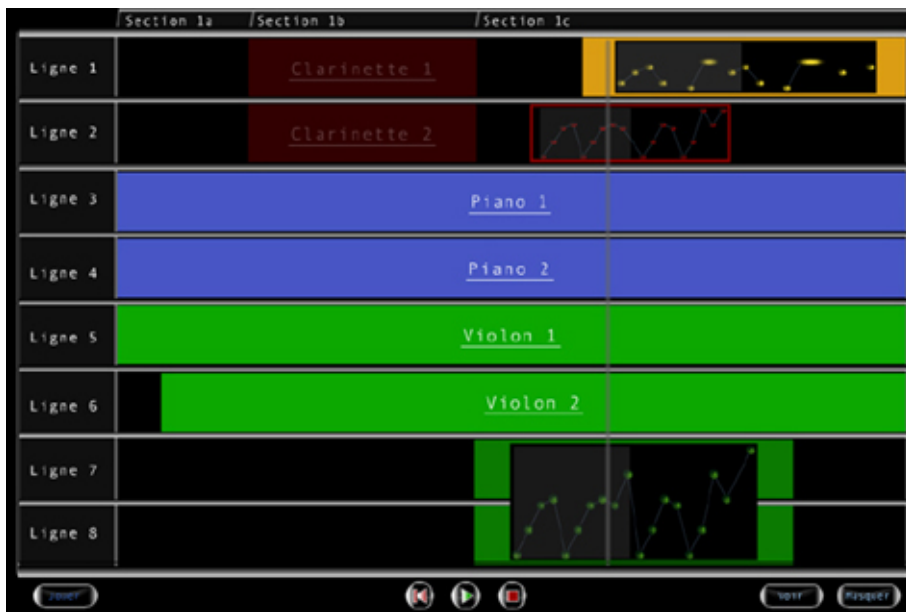 Section 1a
Section 1b
Section 1c
Ligne 1
Clarinette 1
Ligne 2
Clarinette 2
Ligne 3
Piano 1
Ligne 4
Piano 2
Ligne 5
Violon 1
Ligne 6
Violon 2
Ligne 7
Ligne 8
Jouer
Voir
Masquer